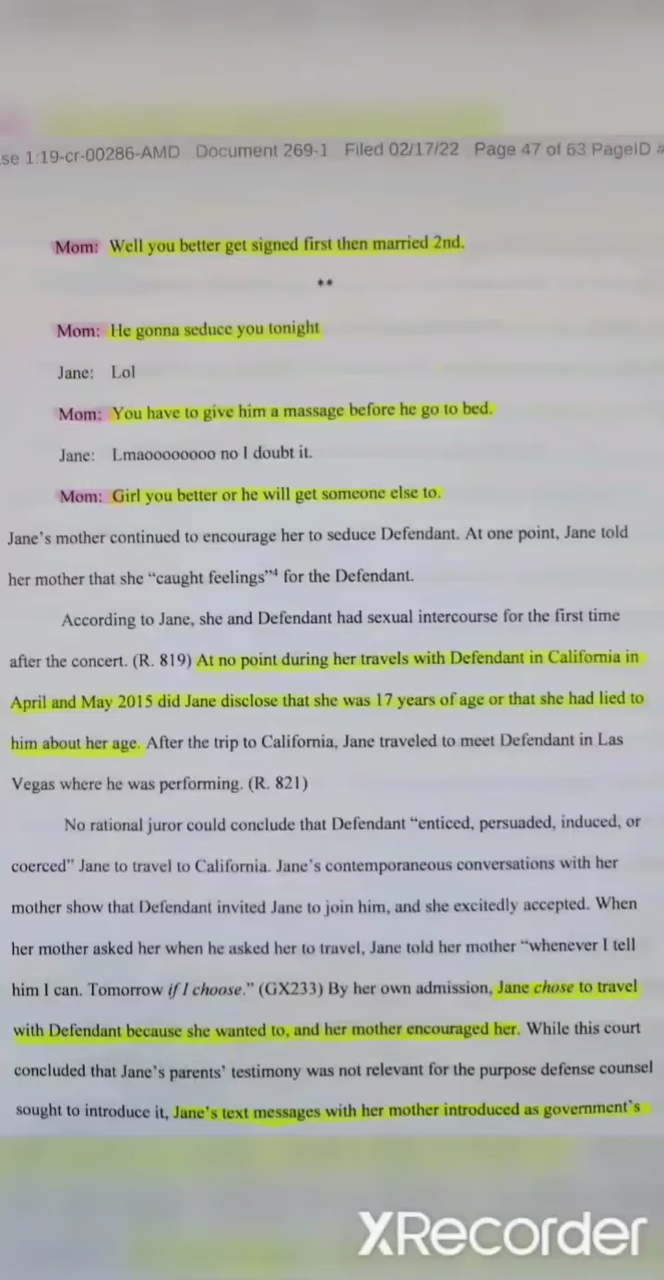 se 1:19-cr-00286-AMD Document 269-1 Filed 02/17/22 Page 47 of 63 PageID #
Mom: Well you better get signed first then married 2nd.
**
Mom: He gonna seduce you tonight
Jane: Lol
Mom: You have to give him a massage before he go to bed.
Jane: Lmaoooooooo no I doubt it.
Mom: Girl you better or he will get someone else to.
Jane's mother continued to encourage her to seduce Defendant. At one point, Jane told
her mother that she "caught feelings"4 for the Defendant.
According to Jane, she and Defendant had sexual intercourse for the first time
after the concert. (R. 819) At no point during her travels with Defendant in California in
April and May 2015 did Jane disclose that she was 17 years of age or that she had lied to
him about her age. After the trip to California, Jane traveled to meet Defendant in Las
Vegas where he was performing. (R. 821)
No rational juror could conclude that Defendant "enticed, persuaded, induced, or
coerced" Jane to travel to California. Jane's contemporaneous conversations with her
mother show that Defendant invited Jane to join him, and she excitedly accepted. When
her mother asked her when he asked her to travel, Jane told her mother "whenever I tell
him I can. Tomorrow if I choose." (GX233) By her own admission, Jane chose to travel
with Defendant because she wanted to, and her mother encouraged her. While this court
concluded that Jane's parents' testimony was not relevant for the purpose defense counsel
sought to introduce it, Jane's text messages with her mother introduced as government's
XRecorder